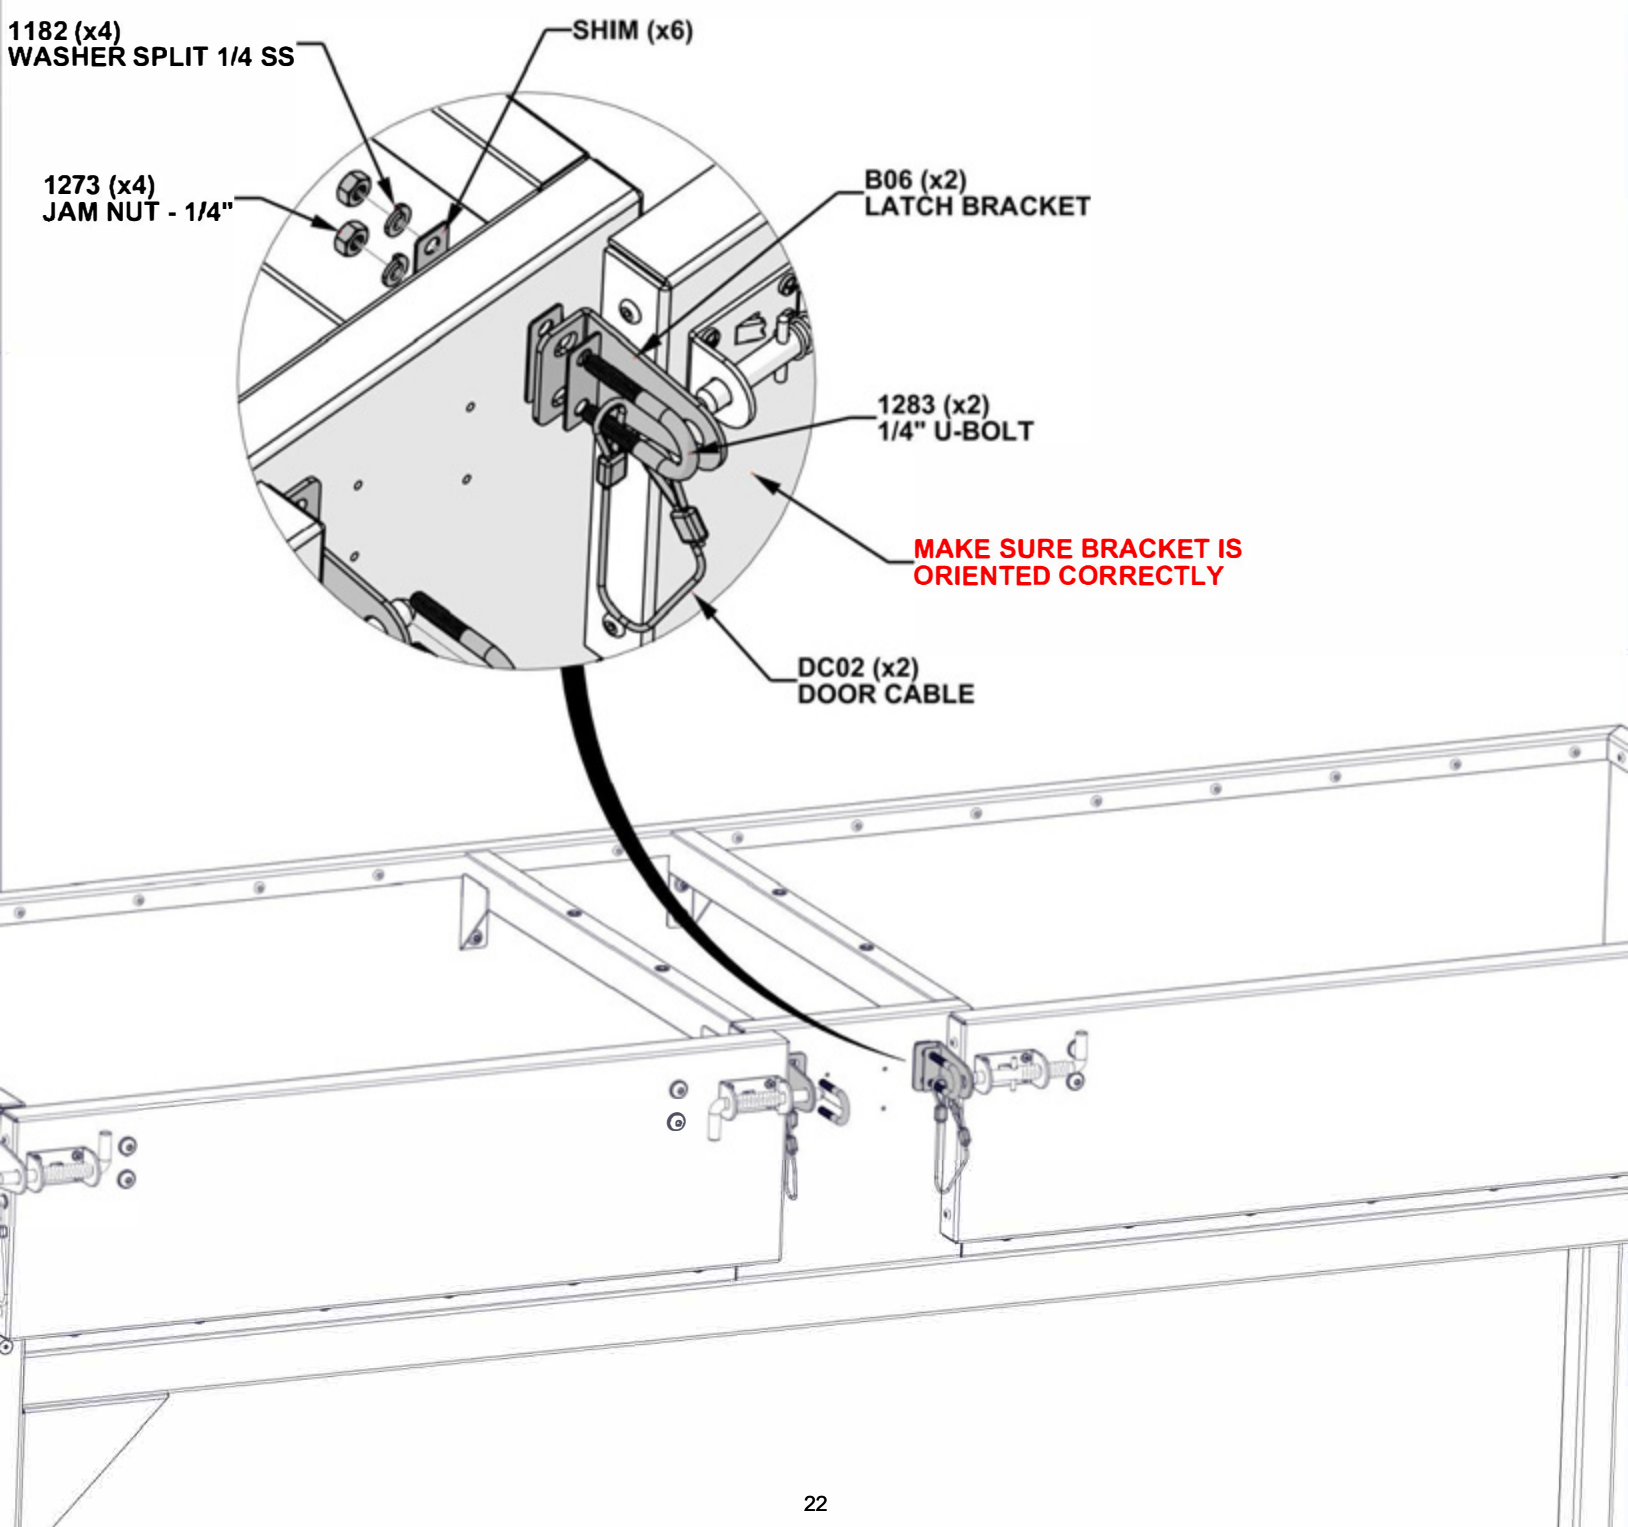 1182 (x4)
WASHER SPLIT 1/4 SS
SHIM (x6)
1273 (x4)
JAM NUT - 1/4"
B06 (x2)
LATCH BRACKET
1283 (x2)
1/4" U-BOLT
MAKE SURE BRACKET IS
ORIENTED CORRECTLY
DC02 (x2)
DOOR CABLE
22